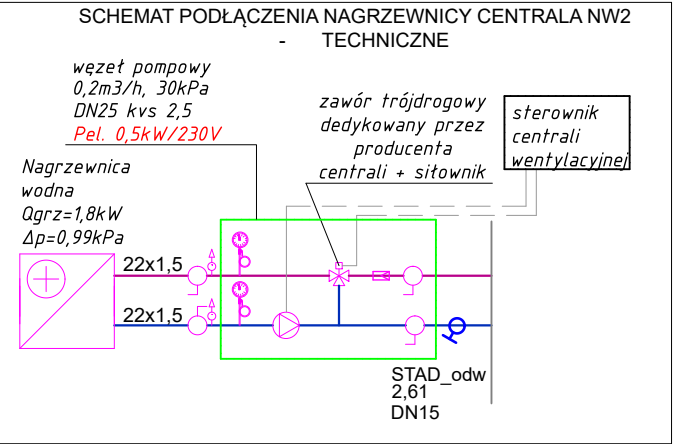 SCHEMAT PODŁĄCZENIA NAGRZEWNICY CENTRALA NW2
- TECHNICZNE
węzeł pompowy
0,2m3/h, 30kPa
DN25 kvs 2,5
Pel. 0,5kW/230V
zawór trójdrogowy
dedykowany przez
producenta
centrali + siłownik
sterownik
centrali
wentylacyjnej
Nagrzewnica
wodna
Qgrz=1,8kW
Δp=0,99kPa
22x1,5
22x1,5
STAD_odw
2,61
DN15